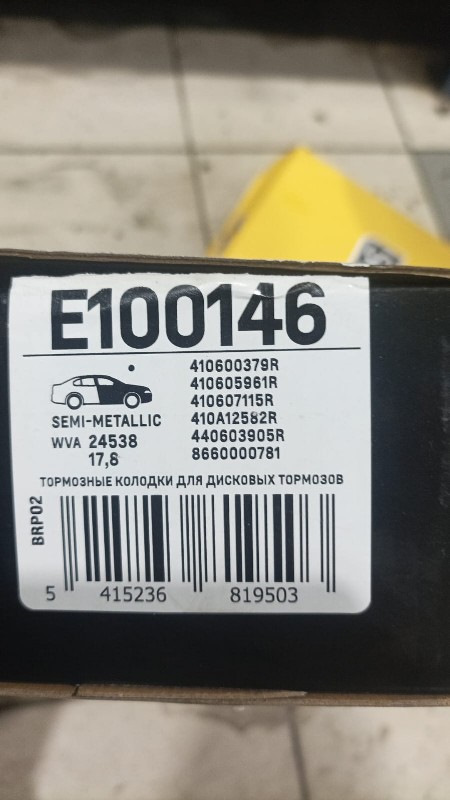 E100146
410600379R
410605961R
410607115R
410A12582R
440603905R
8660000781
SEMI-METALLIC
WVA 24538
17,8
ТОРМОЗНЫЕ КОЛОДКИ ДЛЯ ДИСКОВЫХ ТОРМОЗОВ
BRP02
5 415236 819503